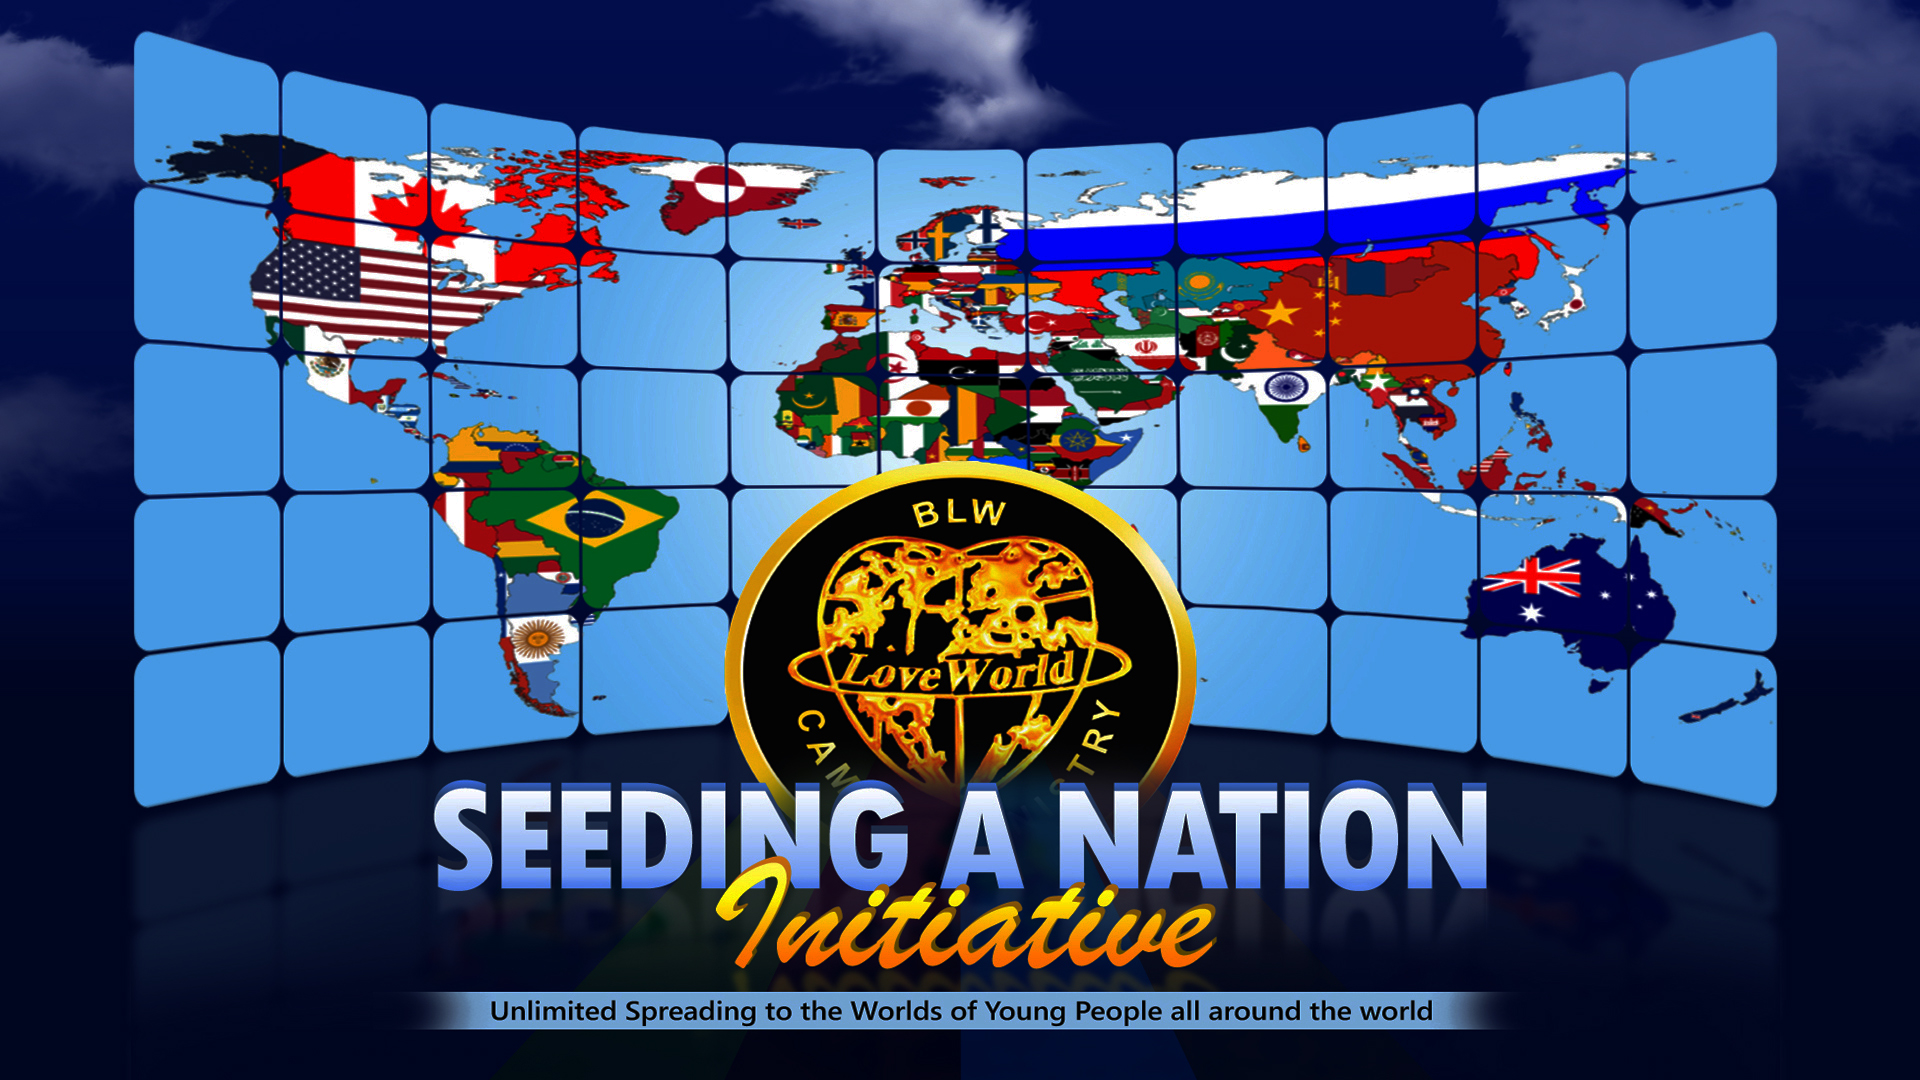 BLW
LoveWorld
SEEDING A NATION
Initiative
Unlimited Spreading to the Worlds of Young People all around the world